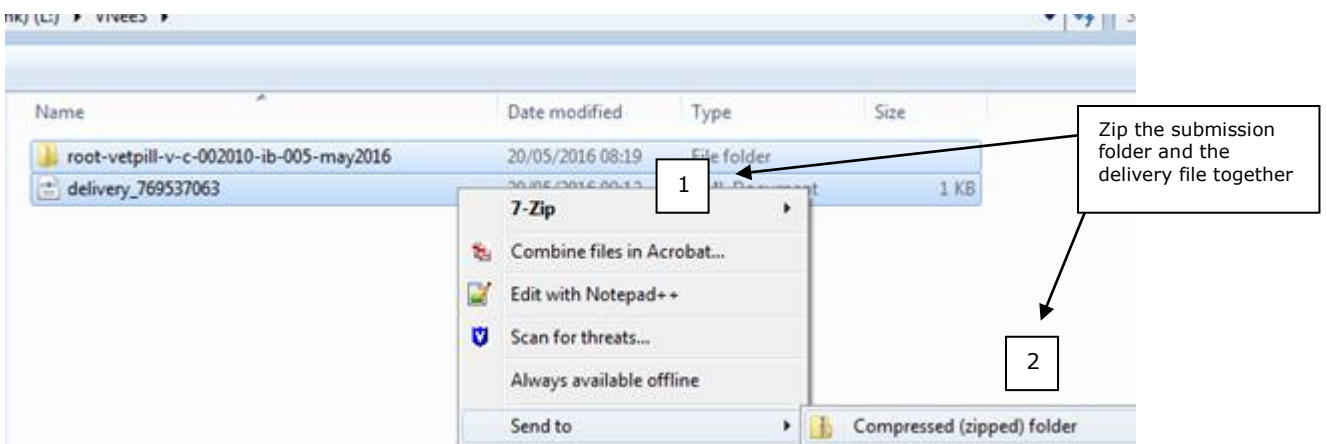 (L:) VNeeS
Name Date modified Type Size
root-vetpill-v-c-002010-ib-005-may2016 20/05/2016 08:19 File folder
delivery_769537063 1 KB
Zip the submission
folder and the
delivery file together
1
7-Zip
Combine files in Acrobat...
Edit with Notepad++
Scan for threats...
2
Always available offline
Send to Compressed (zipped) folder